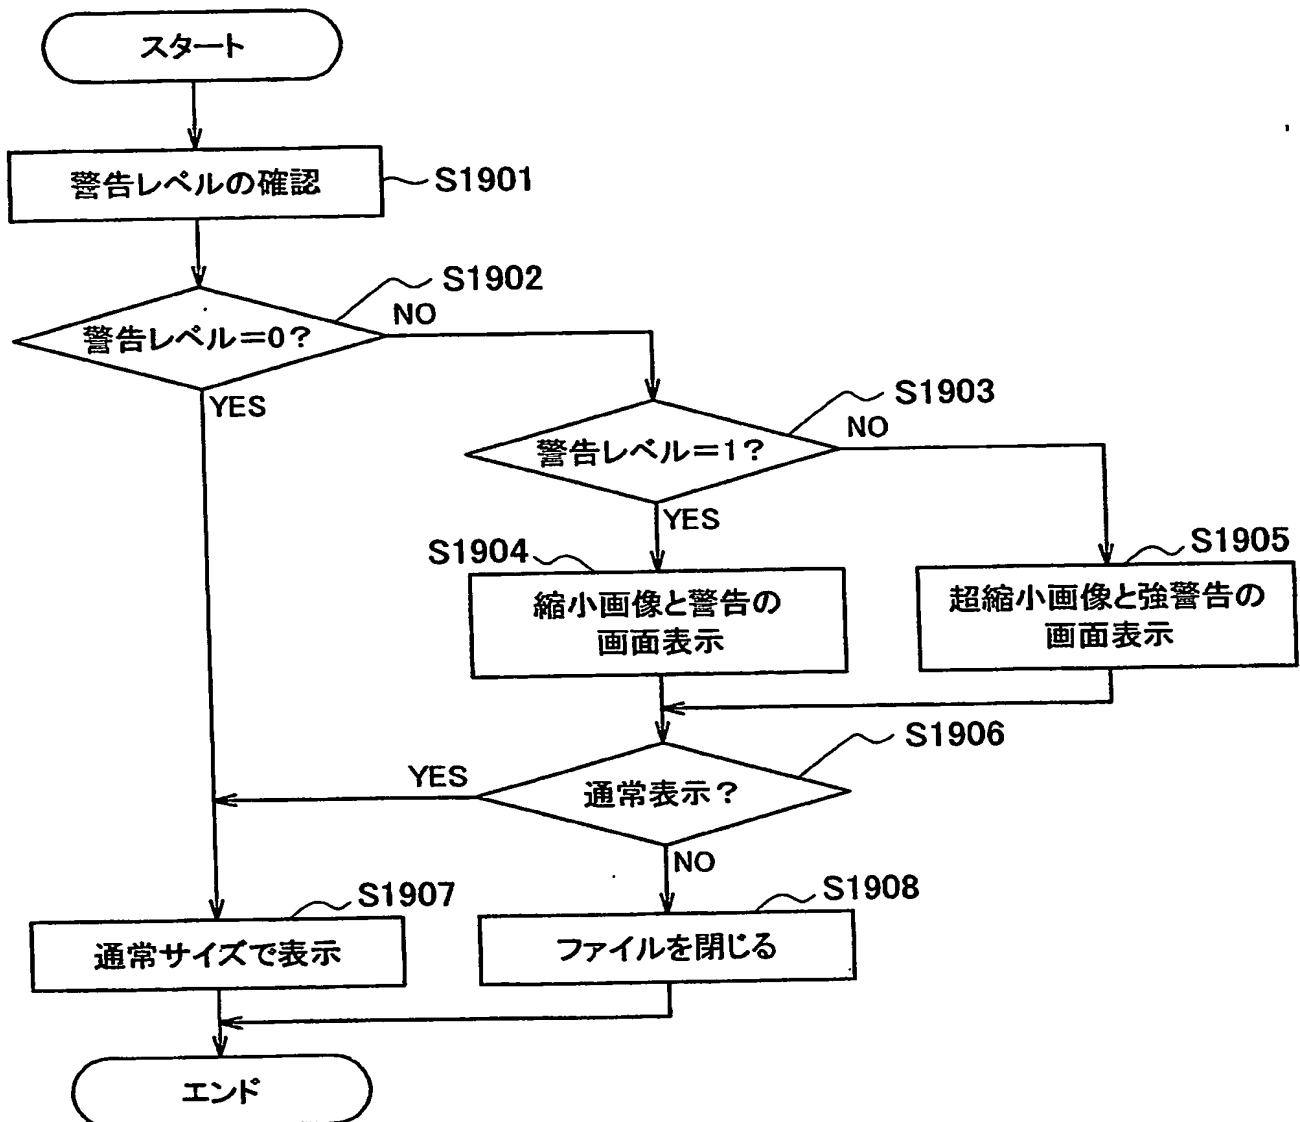 スタート
警告レベルの確認
S1901
S1902
警告レベル＝0？
NO
YES
S1903
警告レベル＝1？
NO
YES
S1904
縮小画像と警告の
画面表示
S1905
超縮小画像と強警告の
画面表示
S1906
通常表示？
YES
NO
S1907
通常サイズで表示
S1908
ファイルを閉じる
エンド